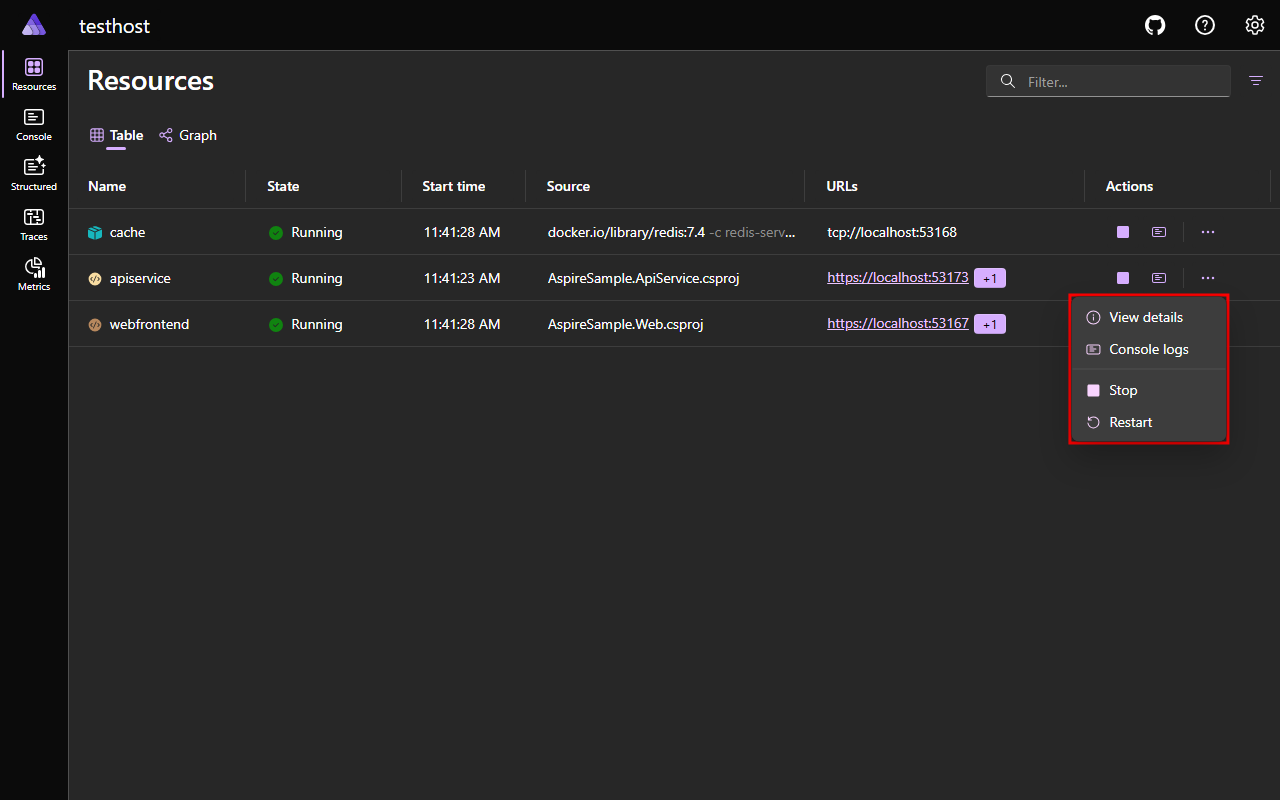 testhost
Resources
Console
Structured
Traces
Metrics
Resources
Filter...
Table Graph
Name State Start time Source URLs Actions
cache Running 11:41:28 AM docker.io/library/redis:7.4 -c redis-serv... tcp://localhost:53168
apiservice Running 11:41:23 AM AspireSample.ApiService.csproj https://localhost:53173 +1
webfrontend Running 11:41:28 AM AspireSample.Web.csproj https://localhost:53167 +1
View details
Console logs
Stop
Restart